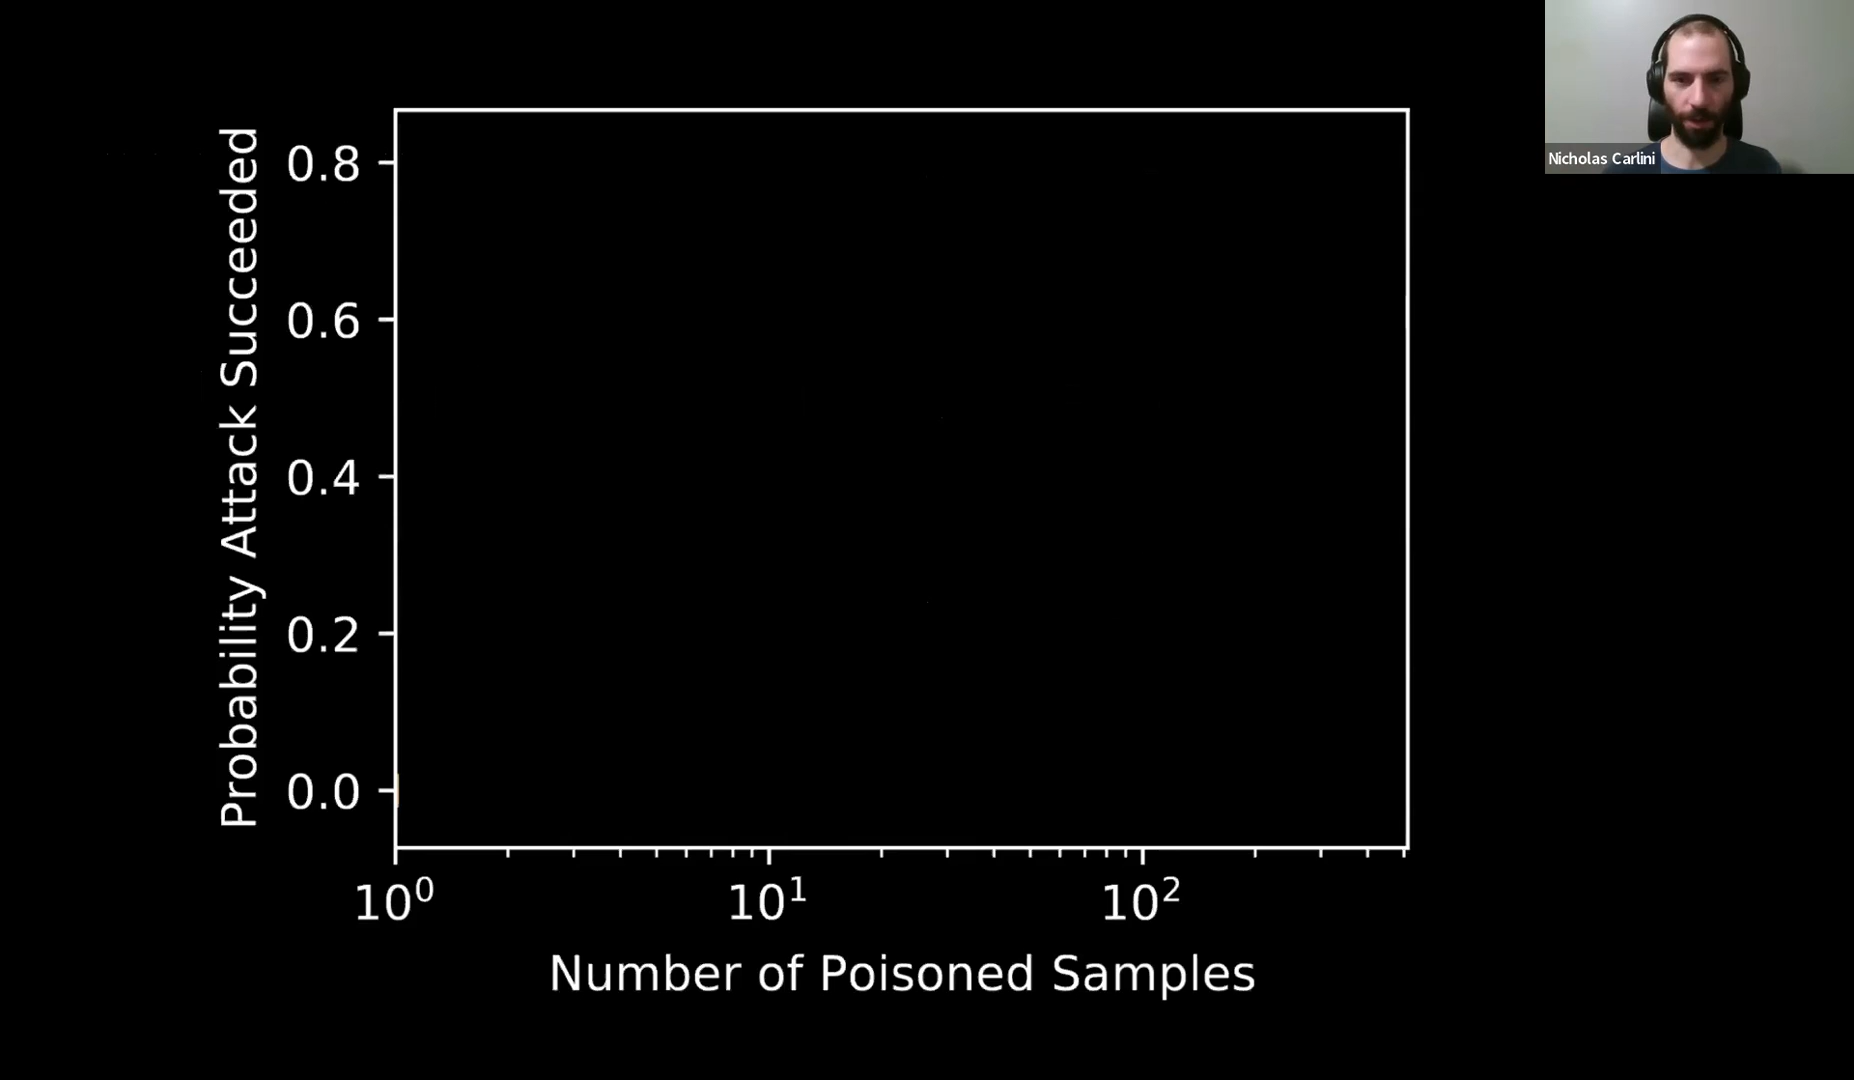 Nicholas Carlini
Probability Attack Succeeded
0.8
0.6
0.4
0.2
0.0
10⁰ 10¹ 10²
Number of Poisoned Samples